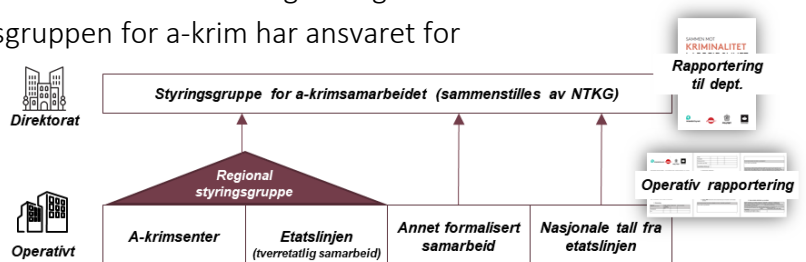 sgruppen for a-krim har ansvaret for
SAMMEN MOT
KRIMINALITET
Rapportering
til dept.
Direktorat
Styringsgruppe for a-krimsamarbeidet (sammenstilles av NTKG)
Regional
styringsgruppe
Operativ rapportering
Operativt
A-krimsenter
Etatslinjen
(tverretatlig samarbeid)
Annet formalisert
samarbeid
Nasjonale tall fra
etatslinjen